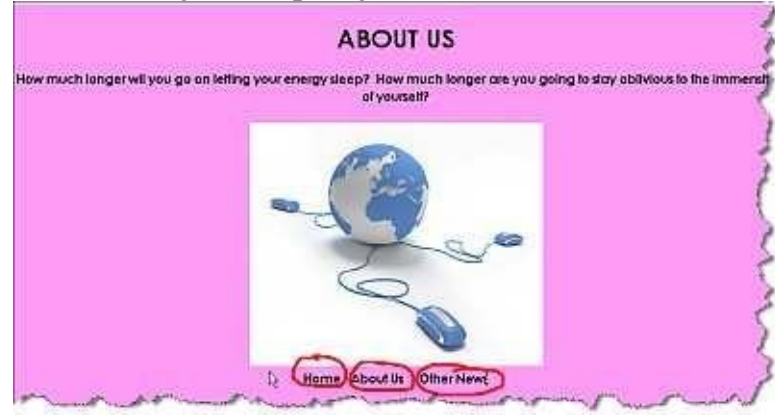 ABOUT US
How much longer will you go on letting your energy sleep? How much longer are you going to stay oblivious to the immensit
of yourself?
Home About Us Other News